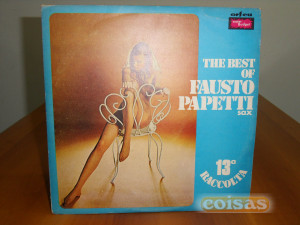 THE BEST
OF
FAUSTO
PAPETTI
sax
13ª
RACCOLTA
coisas